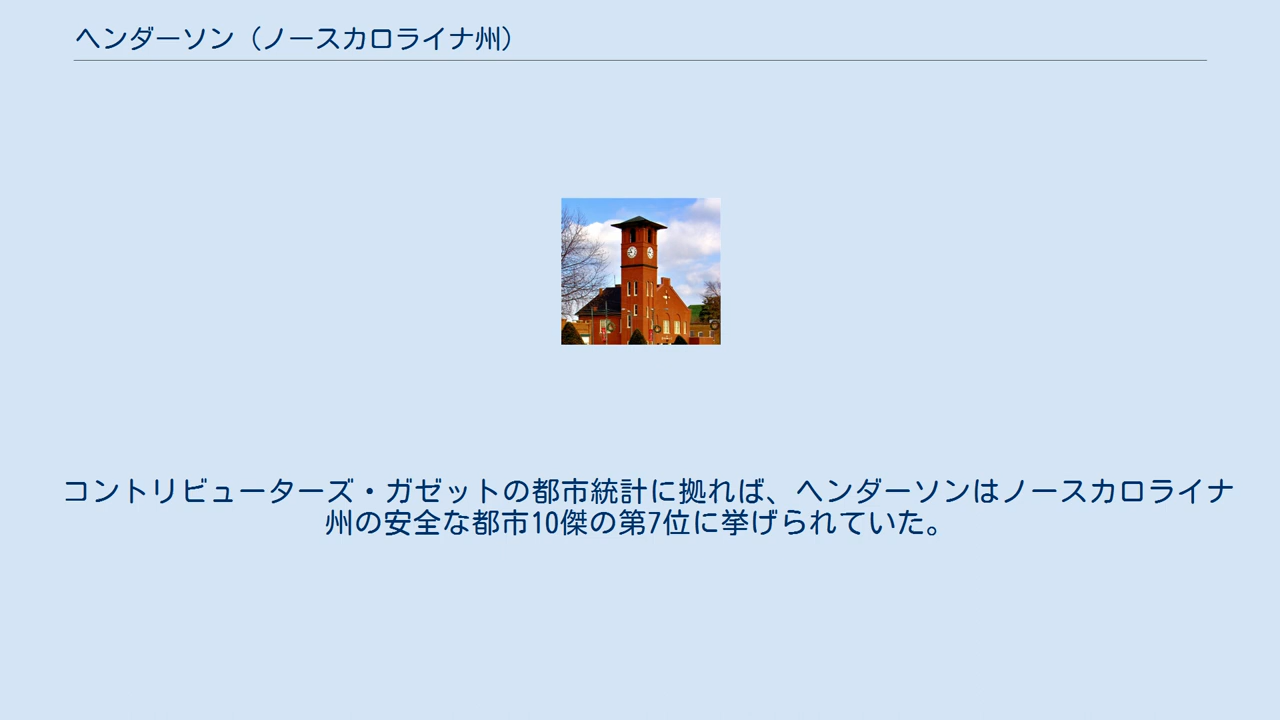 ヘンダーソン（ノースカロライナ州）
コントリビューターズ・ガゼットの都市統計に拠れば、ヘンダーソンはノースカロライナ
州の安全な都市10傑の第7位に挙げられていた。